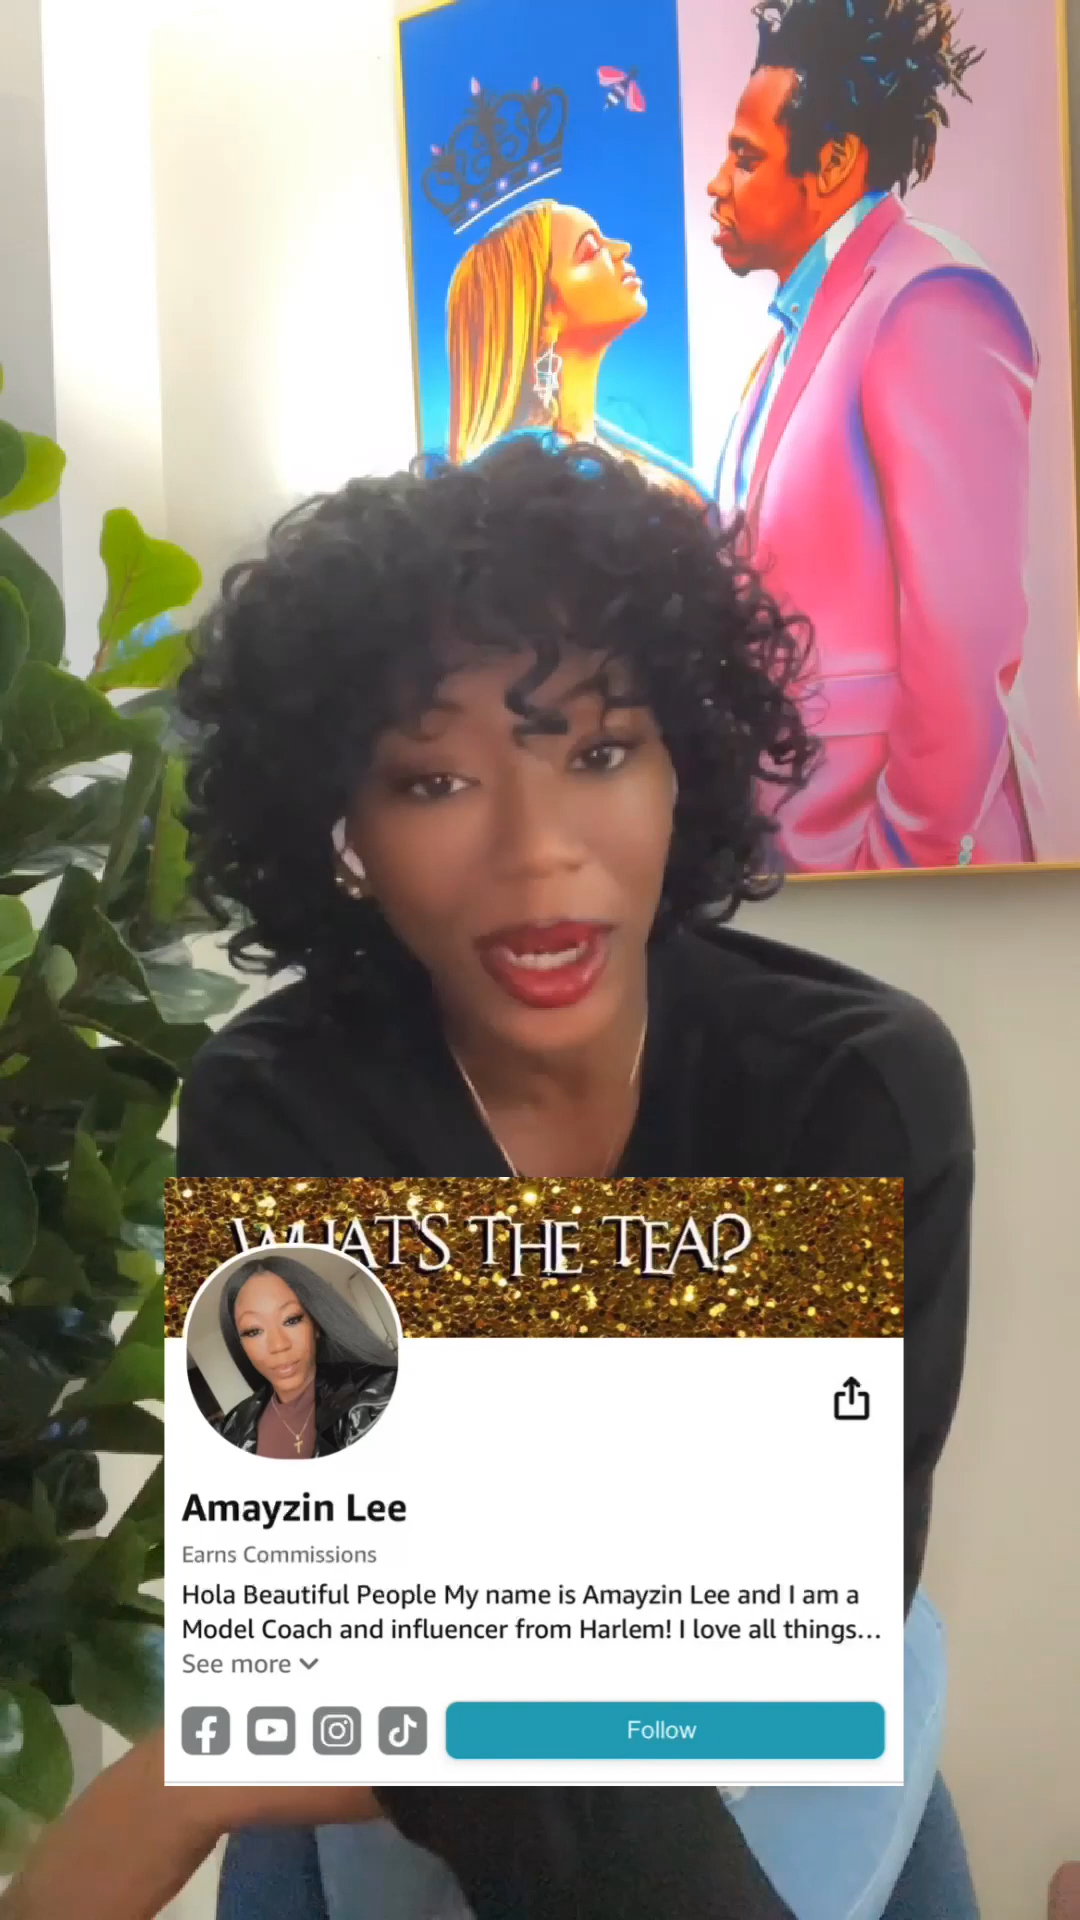 WHAT'S THE TEA?
Amayzin Lee
Earns Commissions
Hola Beautiful People My name is Amayzin Lee and I am a
Model Coach and influencer from Harlem! I love all things...
See more
Follow